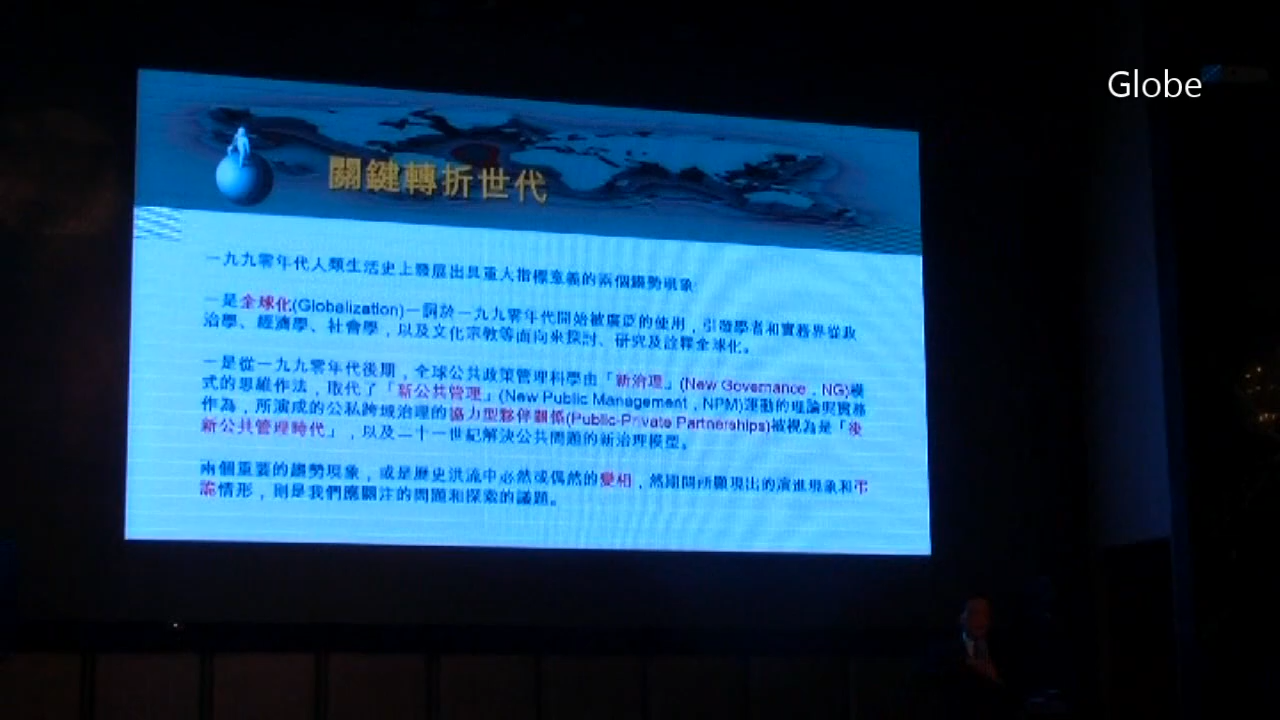 Globe
關鍵轉折世代
一九九零年代人類生活史上發展出具重大指標意義的兩個趨勢現象
一是全球化(Globalization)一詞於一九九零年代開始被廣泛的使用，引發學者和實務界從政
治學、經濟學、社會學，以及文化宗教等面向來探討、研究及詮釋全球化。
一是從一九九零年代後期，全球公共政策管理科學由「新治理」(New Governance，NG)模
式的思維作法，取代了「新公共管理」(New Public Management，NPM)運動的理論與實務
作為，所演成的公私跨域治理的協力型夥伴關係(Public-Private Partnerships)被視為是「後
新公共管理時代」，以及二十一世紀解決公共問題的新治理模型。
兩個重要的趨勢現象，或是歷史洪流中必然或偶然的變相，然期間所顯現出的演進現象和
情形，則是我們應關注的問題和探索的議題。